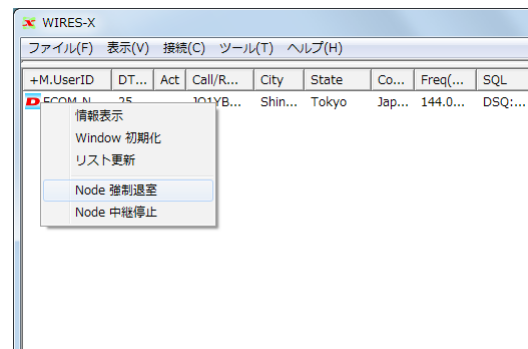 WIRES-X
ファイル(F) 表示(V) 接続(C) ツール(T) ヘルプ(H)
+M.UserID DT... Act Call/R... City State Co... Freq(... SQL
25 Shin... Tokyo Jap... 144.0... DSQ:...
情報表示
Window 初期化
リスト更新
Node 強制退室
Node 中継停止